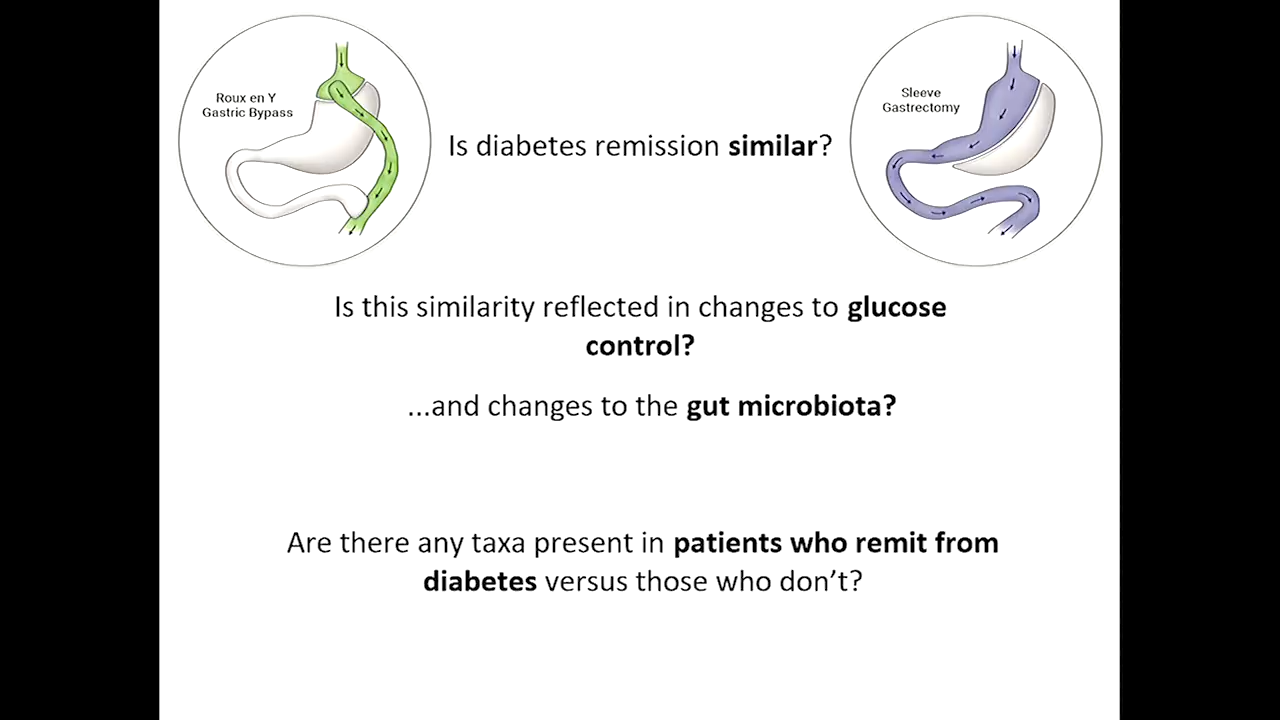 Roux en Y
Gastric Bypass
Sleeve
Gastrectomy
Is diabetes remission similar?
Is this similarity reflected in changes to glucose
control?
...and changes to the gut microbiota?
Are there any taxa present in patients who remit from
diabetes versus those who don’t?